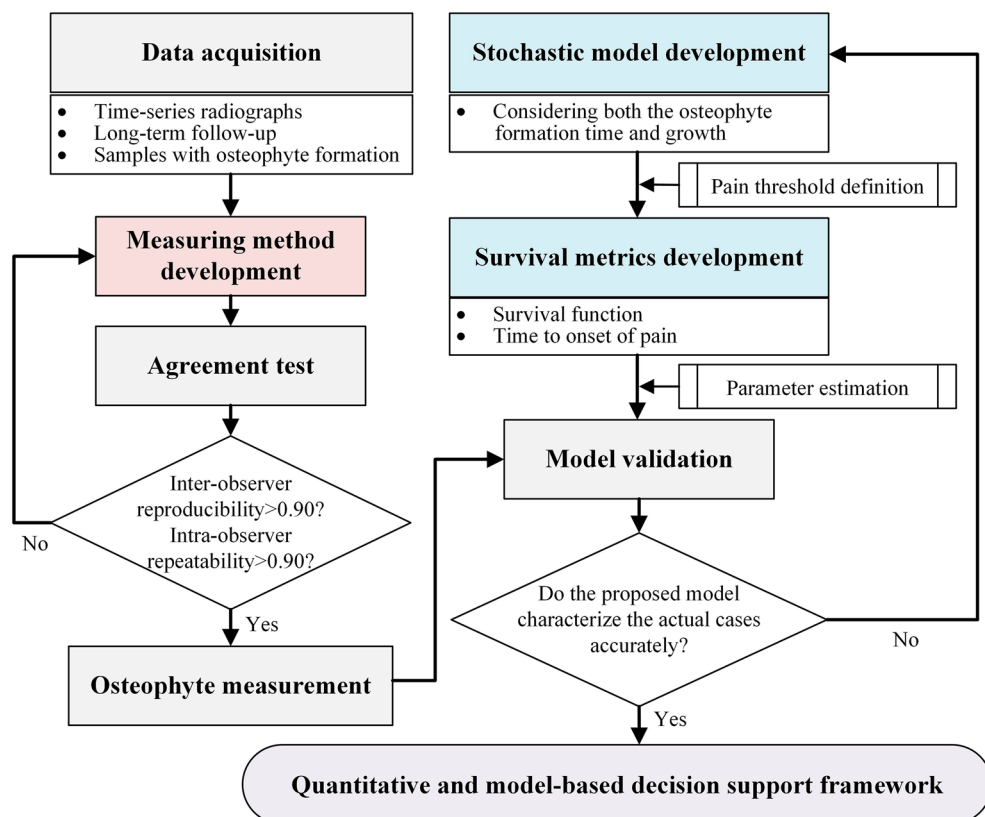 Data acquisition
• Time-series radiographs
• Long-term follow-up
• Samples with osteophyte formation
Measuring method
development
Agreement test
Inter-observer
reproducibility>0.90?
Intra-observer
repeatability>0.90?
No
Yes
Osteophyte measurement
Stochastic model development
• Considering both the osteophyte
formation time and growth
Pain threshold definition
Survival metrics development
• Survival function
• Time to onset of pain
Parameter estimation
Model validation
Do the proposed model
characterize the actual cases
accurately?
No
Yes
Quantitative and model-based decision support framework